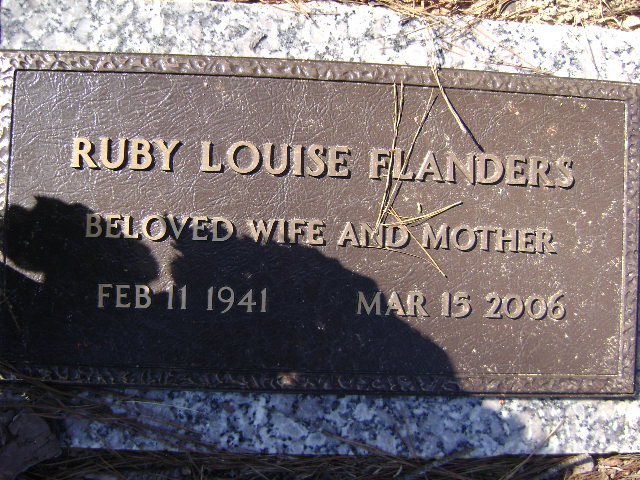 RUBY LOUISE FLANDERS
BELOVED WIFE AND MOTHER
FEB 11 1941 MAR 15 2006